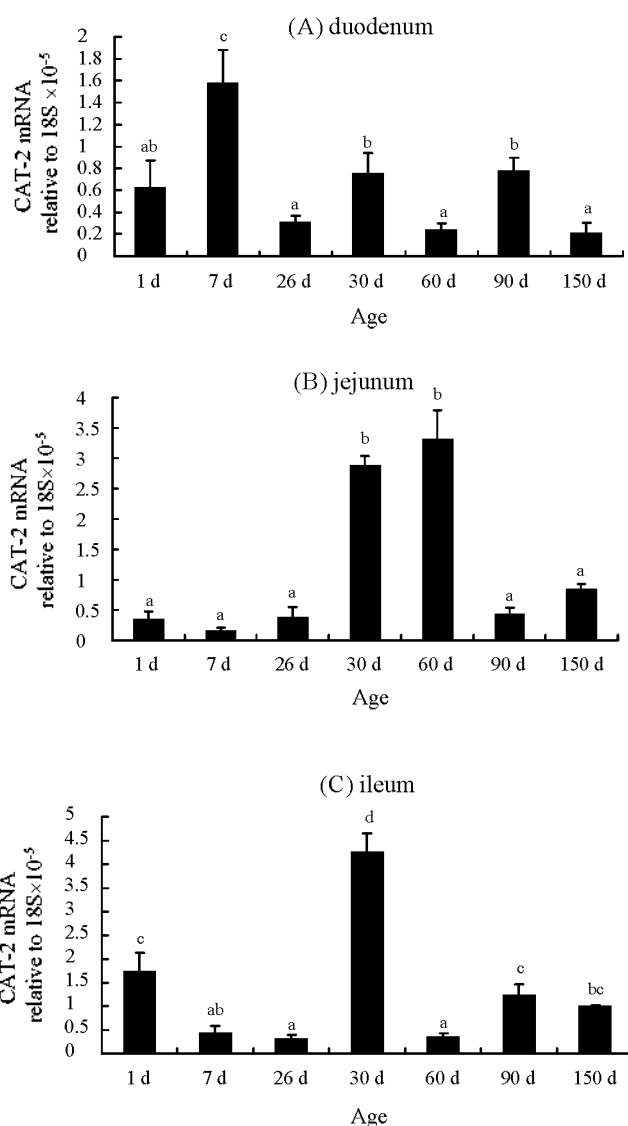 (A) duodenum
CAT-2 mRNA
relative to 18S ×10-5
2
1.8
1.6
1.4
1.2
1
0.8
0.6
0.4
0.2
0
ab
c
a
b
a
b
a
1 d 7 d 26 d 30 d 60 d 90 d 150 d
Age
(B) jejunum
CAT-2 mRNA
relative to 18S×10-5
4
3.5
3
2.5
2
1.5
1
0.5
0
a
a
a
b
b
a
a
1 d 7 d 26 d 30 d 60 d 90 d 150 d
Age
(C) ileum
CAT-2 mRNA
relative to 18S×10-5
5
4.5
4
3.5
3
2.5
2
1.5
1
0.5
0
c
ab
a
d
a
c
bc
1 d 7 d 26 d 30 d 60 d 90 d 150 d
Age